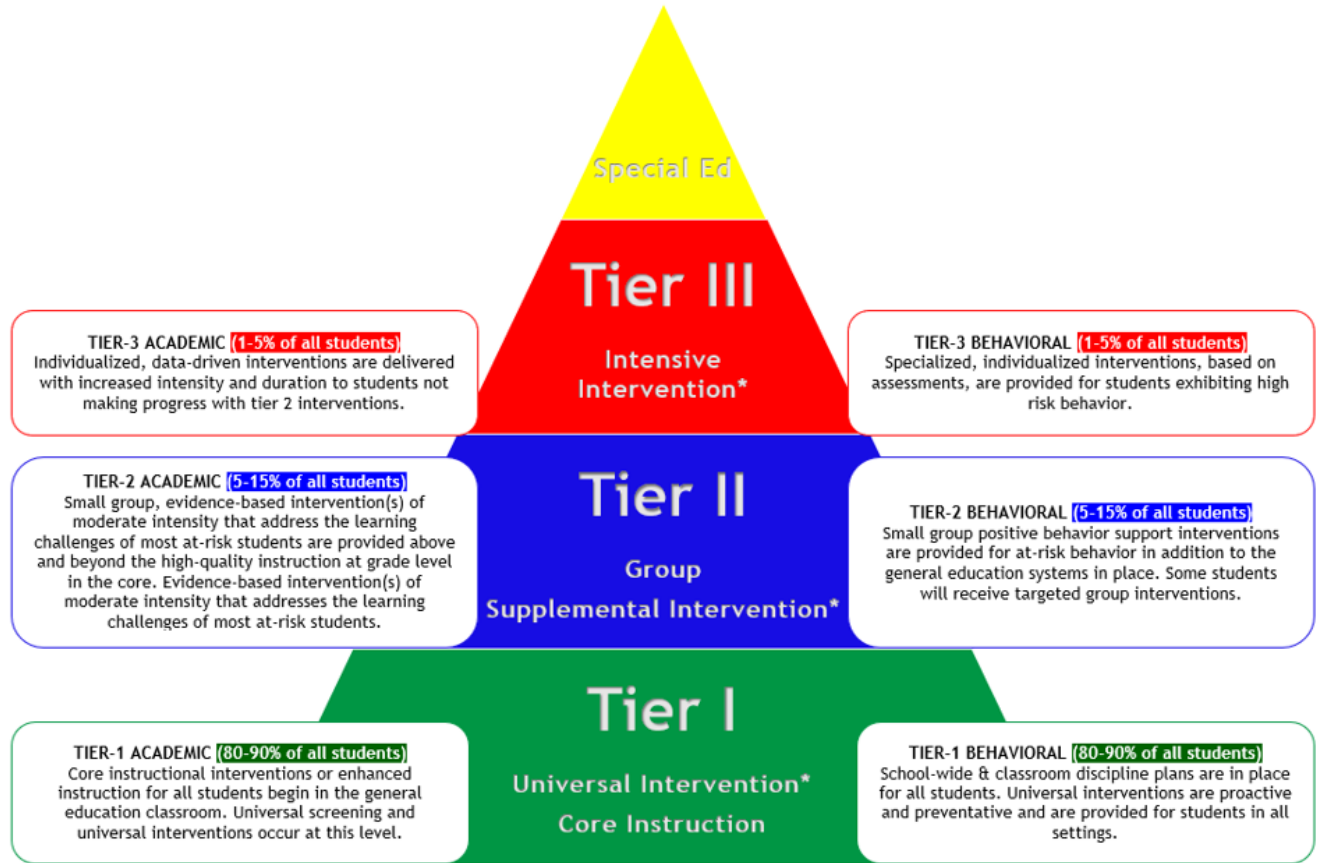 Special Ed
Tier III
Intensive
Intervention*
TIER-3 ACADEMIC (1-5% of all students)
Individualized, data-driven interventions are delivered
with increased intensity and duration to students not
making progress with tier 2 interventions.
TIER-3 BEHAVIORAL (1-5% of all students)
Specialized, individualized interventions, based on
assessments, are provided for students exhibiting high
risk behavior.
Tier II
Group
Supplemental Intervention*
TIER-2 ACADEMIC (5-15% of all students)
Small group, evidence-based intervention(s) of
moderate intensity that address the learning
challenges of most at-risk students are provided above
and beyond the high-quality instruction at grade level
in the core. Evidence-based intervention(s) of
moderate intensity that addresses the learning
challenges of most at-risk students.
TIER-2 BEHAVIORAL (5-15% of all students)
Small group positive behavior support interventions
are provided for at-risk behavior in addition to the
general education systems in place. Some students
will receive targeted group interventions.
Tier I
Universal Intervention*
Core Instruction
TIER-1 ACADEMIC (80-90% of all students)
Core instructional interventions or enhanced
instruction for all students begin in the general
education classroom. Universal screening and
universal interventions occur at this level.
TIER-1 BEHAVIORAL (80-90% of all students)
School-wide & classroom discipline plans are in place
for all students. Universal interventions are proactive
and preventative and are provided for students in all
settings.